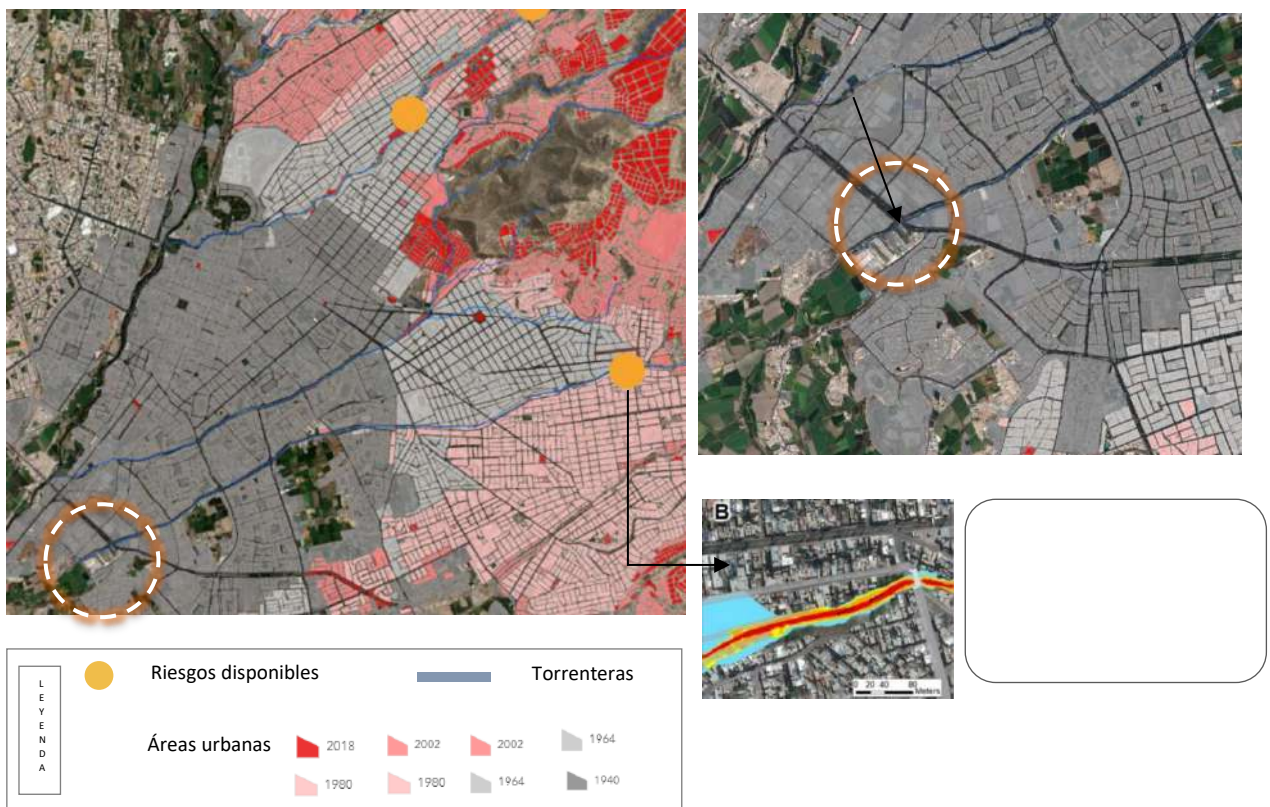 B
0 20 40 80
Meters
LEYENDA
Riesgos disponibles
Torrenteras
Áreas urbanas
2018 2002 2002 1964
1980 1980 1964 1940